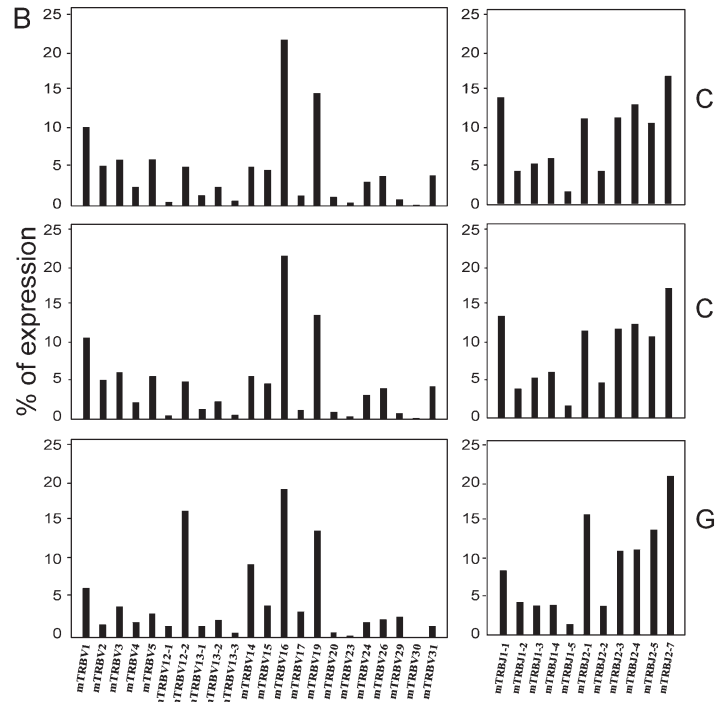 B
25
20
15
10
5
0
25
20
15
10
5
0
C
25
20
15
10
5
0
25
20
15
10
5
0
C
% of expression
25
20
15
10
5
0
25
20
15
10
5
0
G
mTRBV1
mTRBV2
mTRBV3
mTRBV4
mTRBV5
mTRBV12-1
mTRBV12-2
mTRBV13-1
mTRBV13-2
mTRBV13-3
mTRBV14
mTRBV15
mTRBV16
mTRBV17
mTRBV19
mTRBV20
mTRBV23
mTRBV24
mTRBV26
mTRBV29
mTRBV30
mTRBV31
mTRBJ1-1
mTRBJ1-2
mTRBJ1-3
mTRBJ1-4
mTRBJ1-5
mTRBJ2-1
mTRBJ2-2
mTRBJ2-3
mTRBJ2-4
mTRBJ2-5
mTRBJ2-7